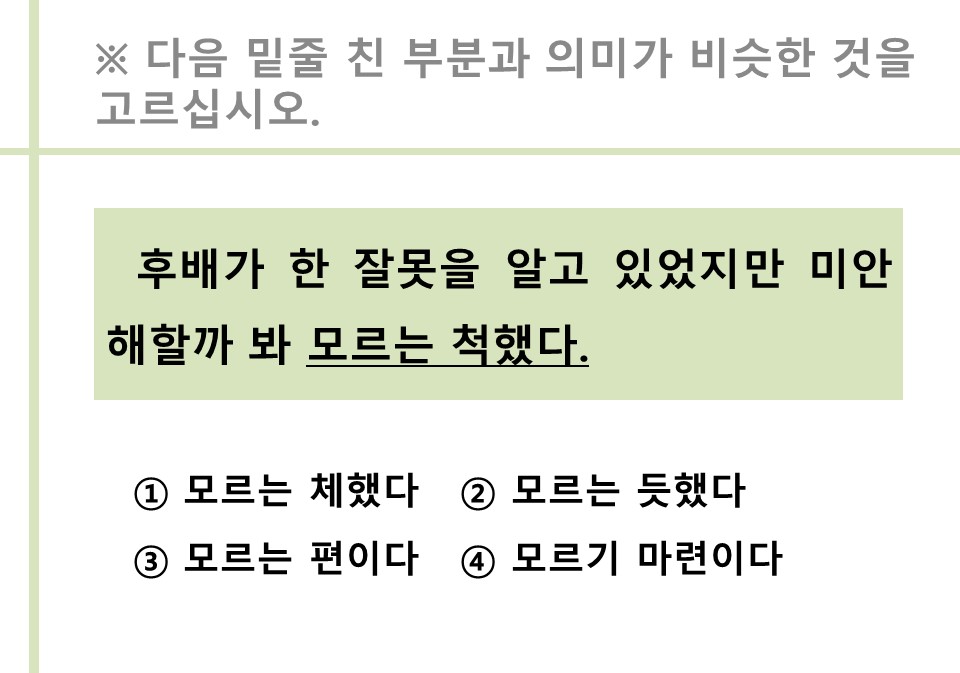 ※ 다음 밑줄 친 부분과 의미가 비슷한 것을
고르십시오.
후배가 한 잘못을 알고 있었지만 미안
해할까 봐 모르는 척했다.
① 모르는 체했다 ② 모르는 듯했다
③ 모르는 편이다 ④ 모르기 마련이다